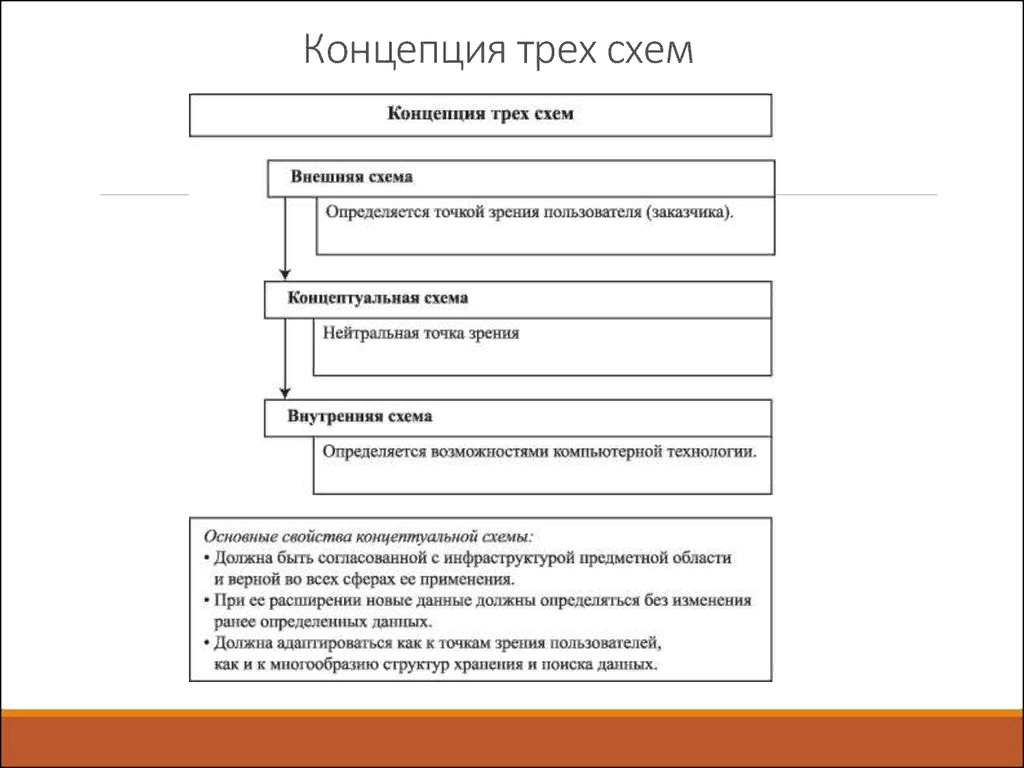 Концепция трех схем
Концепция трех схем
Внешняя схема
Определяется точкой зрения пользователя (заказчика).
Концептуальная схема
Нейтральная точка зрения
Внутренняя схема
Определяется возможностями компьютерной технологии.
Основные свойства концептуальной схемы:
• Должна быть согласованной с инфраструктурой предметной области
и верной во всех сферах ее применения.
• При ее расширении новые данные должны определяться без изменения
ранее определенных данных.
• Должна адаптироваться как к точкам зрения пользователей,
как и к многообразию структур хранения и поиска данных.